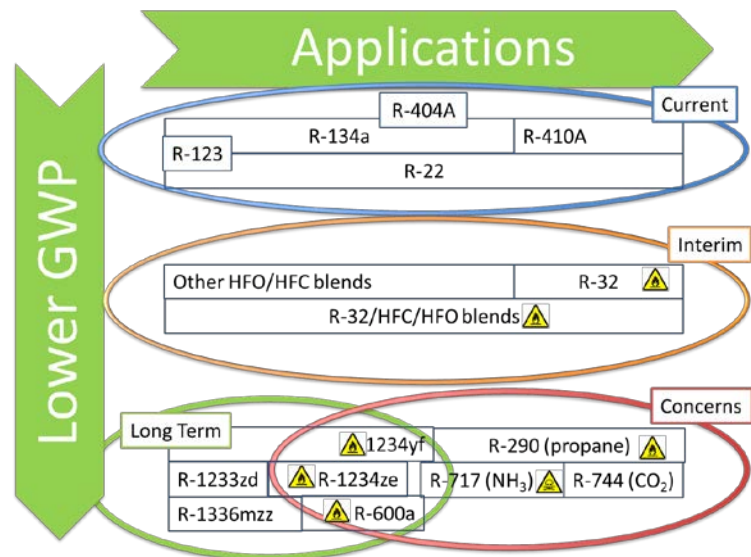 Applications
Lower GWP
Current
R-404A
R-134a
R-410A
R-123
R-22
Interim
Other HFO/HFC blends
R-32
R-32/HFC/HFO blends
Concerns
Long Term
1234yf
R-290 (propane)
R-1233zd
R-1234ze
R-717 (NH₃)
R-744 (CO₂)
R-1336mzz
R-600a